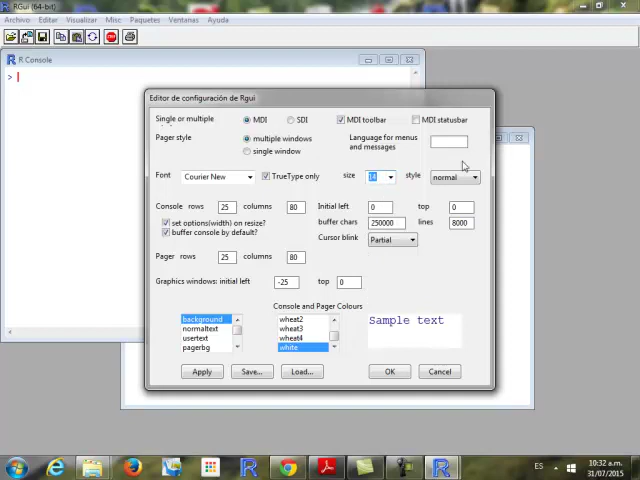 RGui (64-bit)
Archivo Editar Visualizar Misc Paquetes Ventanas Ayuda
R Console
>
Editor de configuración de Rgui
Single or multiple MDI SDI MDI toolbar MDI statusbar
Pager style multiple windows Language for menus
single window and messages
Font Courier New TrueType only size 14 style normal
Console rows 25 columns 80 Initial left 0 top 0
set options(width) on resize? buffer chars 250000 lines 8000
buffer console by default? Cursor blink Partial
Pager rows 25 columns 80
Graphics windows: initial left -25 top 0
Console and Pager Colours
background wheat2 Sample text
normaltext wheat3
usertext wheat4
pagerbg white
Apply Save... Load... OK Cancel
ES 10:32 a.m.
31/07/2015